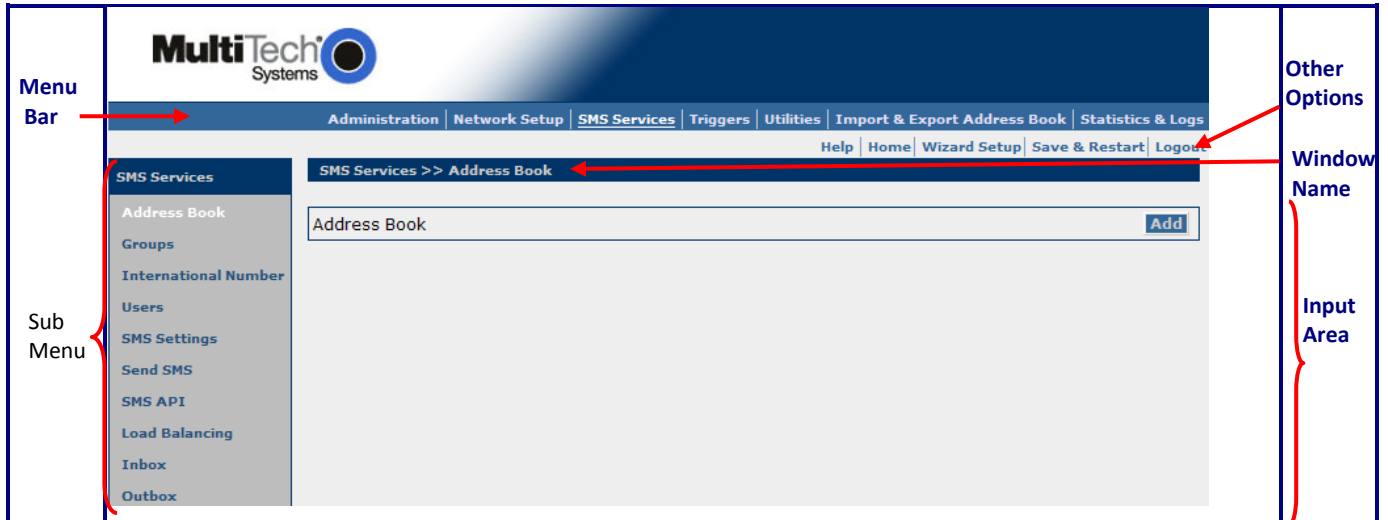 MultiTech
Systems
Menu
Bar
Other
Options
Administration | Network Setup | SMS Services | Triggers | Utilities | Import & Export Address Book | Statistics & Logs
Help | Home | Wizard Setup | Save & Restart | Logout
Window
Name
SMS Services
SMS Services >> Address Book
Address Book
Groups
International Number
Users
SMS Settings
Send SMS
SMS API
Load Balancing
Inbox
Outbox
Address Book Add
Sub
Menu
Input
Area